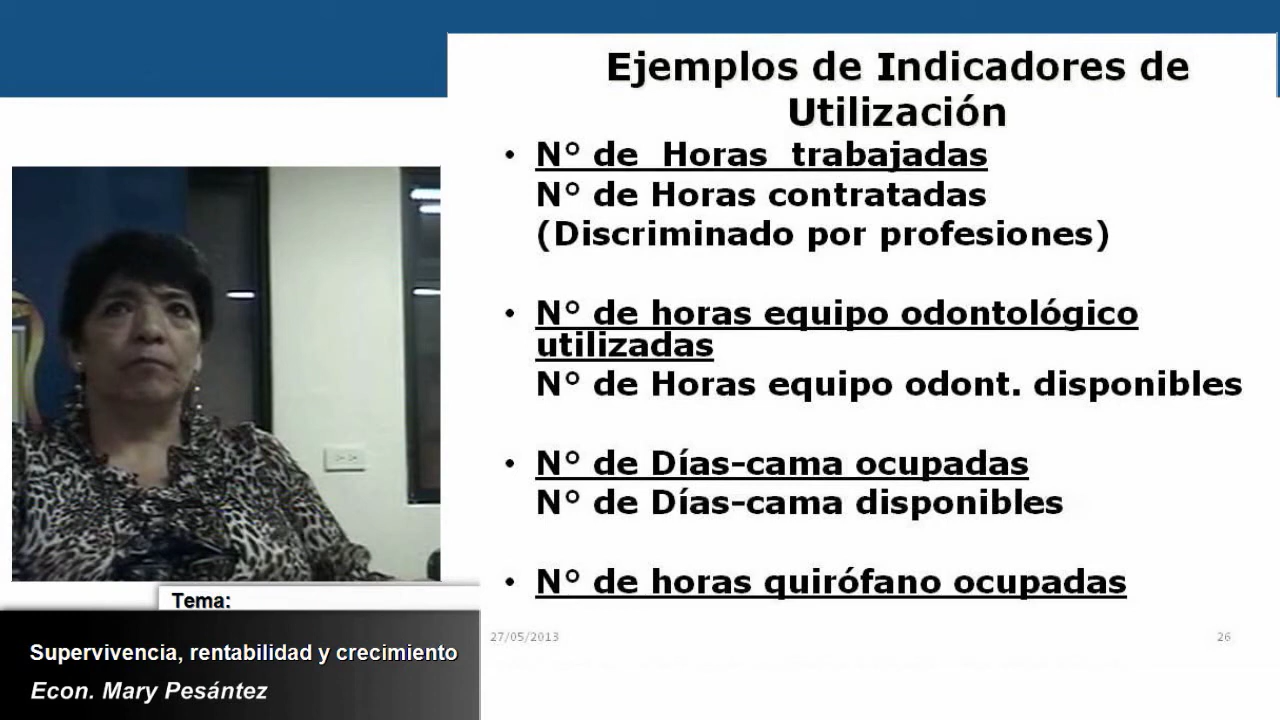 Ejemplos de Indicadores de
Utilización
• N° de Horas trabajadas
N° de Horas contratadas
(Discriminado por profesiones)
• N° de horas equipo odontológico
utilizadas
N° de Horas equipo odont. disponibles
• N° de Días-cama ocupadas
N° de Días-cama disponibles
• N° de horas quirófano ocupadas
27/05/2013
26
Tema:
Supervivencia, rentabilidad y crecimiento
Econ. Mary Pesántez